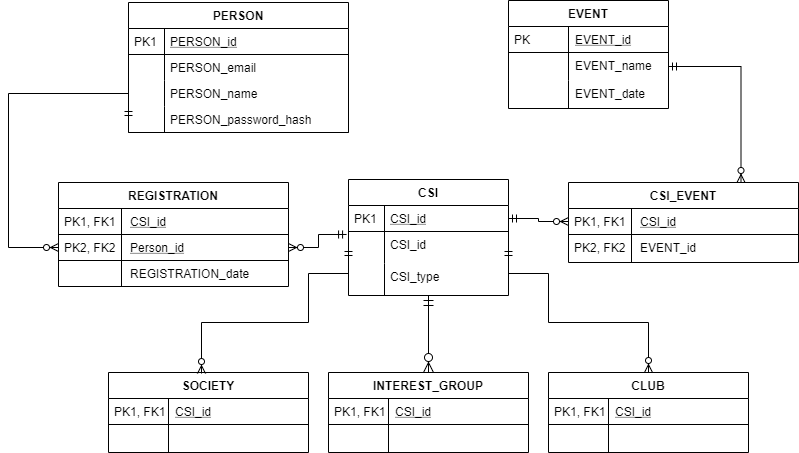 PERSON
PK1 PERSON_id
PERSON_email
PERSON_name
PERSON_password_hash
EVENT
PK EVENT_id
EVENT_name
EVENT_date
REGISTRATION
PK1, FK1 CSI_id
PK2, FK2 Person_id
REGISTRATION_date
CSI
PK1 CSI_id
CSI_id
CSI_type
CSI_EVENT
PK1, FK1 CSI_id
PK2, FK2 EVENT_id
SOCIETY
PK1, FK1 CSI_id
INTEREST_GROUP
PK1, FK1 CSI_id
CLUB
PK1, FK1 CSI_id